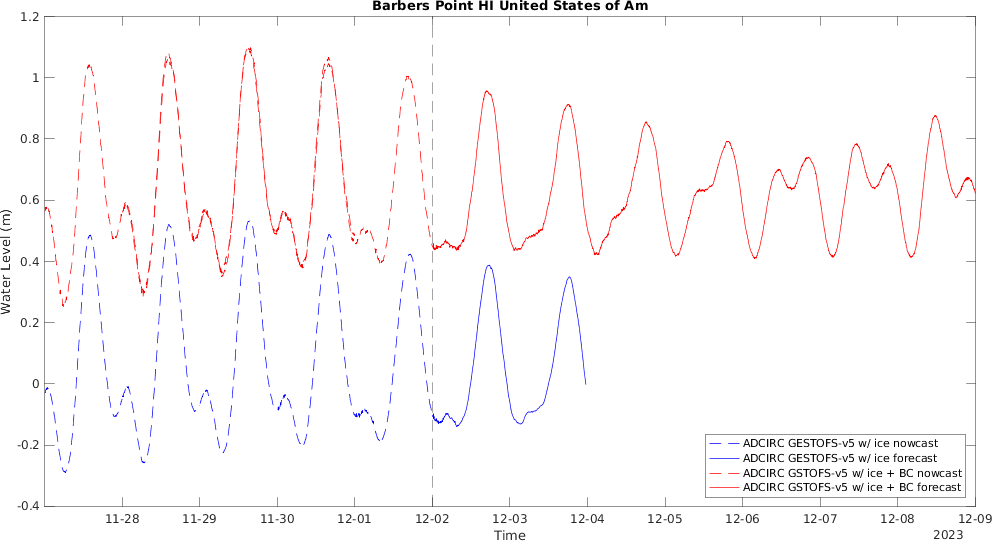 Barbers Point HI United States of Am
1.2
1
0.8
0.6
0.4
0.2
0
-0.2
-0.4
Water Level (m)
ADCIRC GESTOFS-v5 w/ ice nowcast
ADCIRC GESTOFS-v5 w/ ice forecast
ADCIRC GSTOFS-v5 w/ ice + BC nowcast
ADCIRC GSTOFS-v5 w/ ice + BC forecast
11-28 11-29 11-30 12-01 12-02 12-03 12-04 12-05 12-06 12-07 12-08 12-09
Time
2023